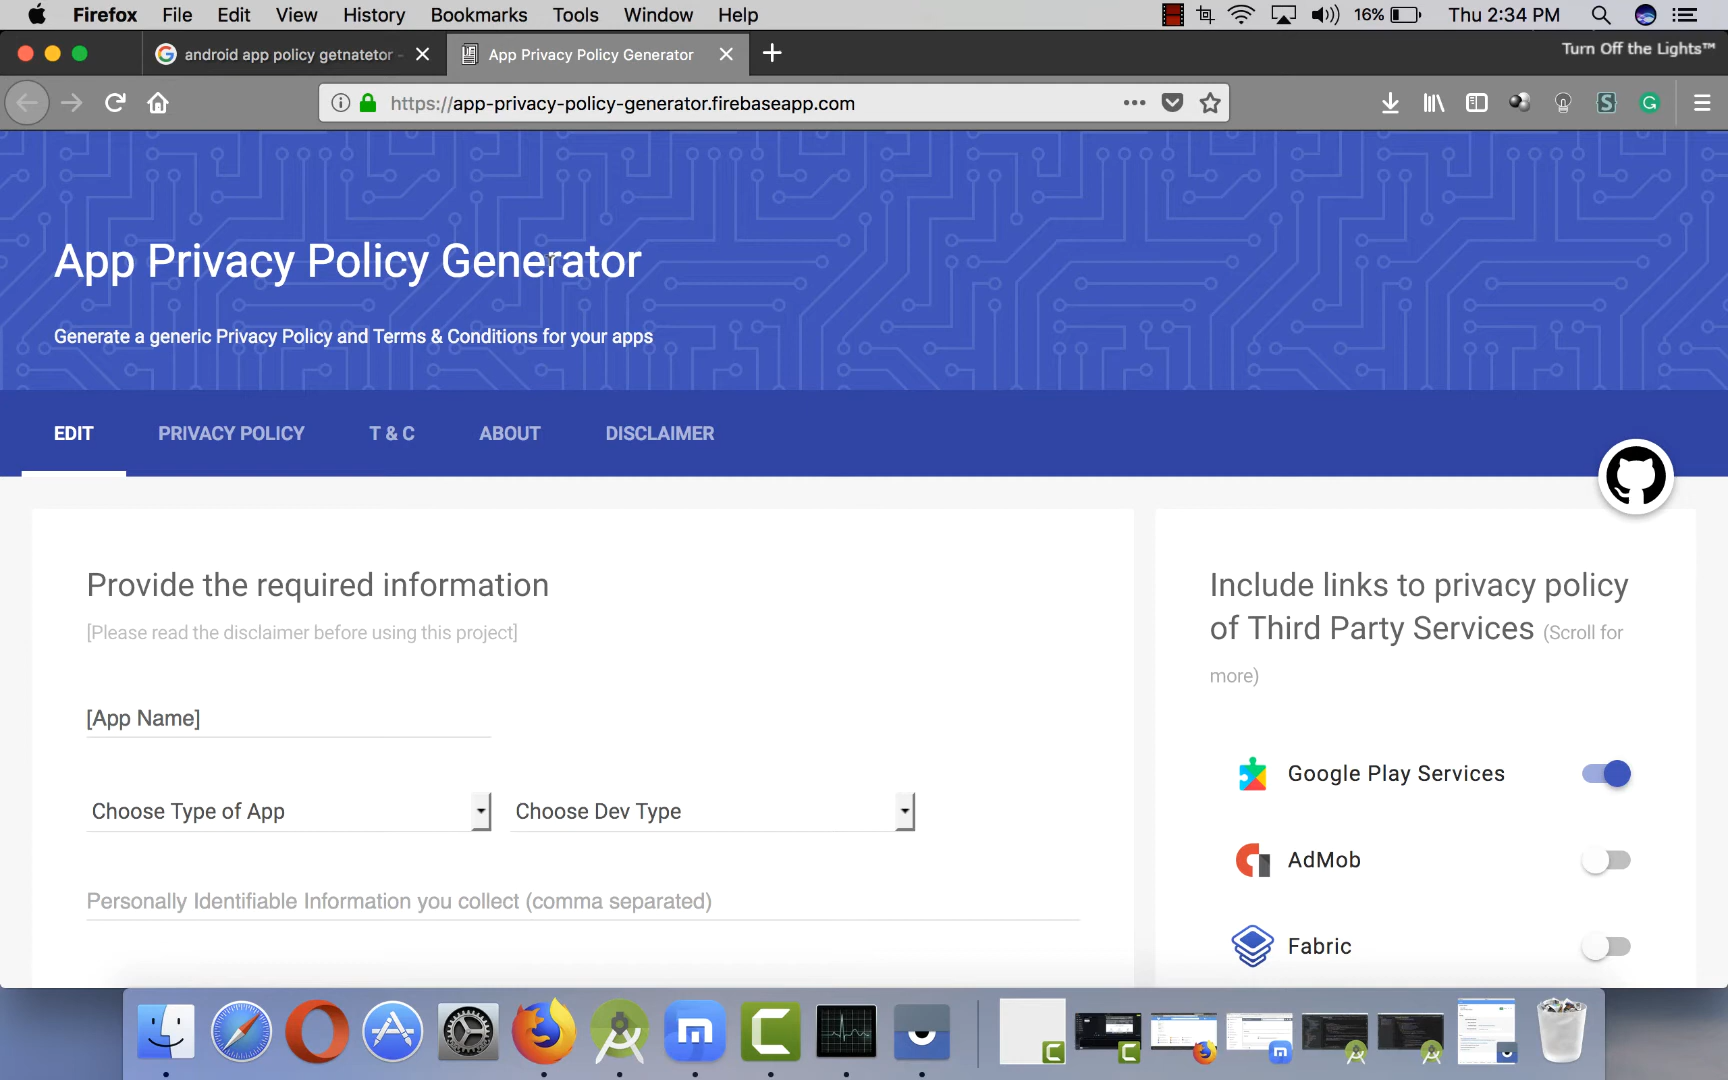 Firefox File Edit View History Bookmarks Tools Window Help 16% Thu 2:34 PM
android app policy getnatetor - App Privacy Policy Generator Turn Off the Lights™
https://app-privacy-policy-generator.firebaseapp.com
App Privacy Policy Generator
Generate a generic Privacy Policy and Terms & Conditions for your apps
EDIT PRIVACY POLICY T & C ABOUT DISCLAIMER
Provide the required information
[Please read the disclaimer before using this project]
[App Name]
Choose Type of App Choose Dev Type
Personally Identifiable Information you collect (comma separated)
Include links to privacy policy
of Third Party Services (Scroll for
more)
Google Play Services
AdMob
Fabric